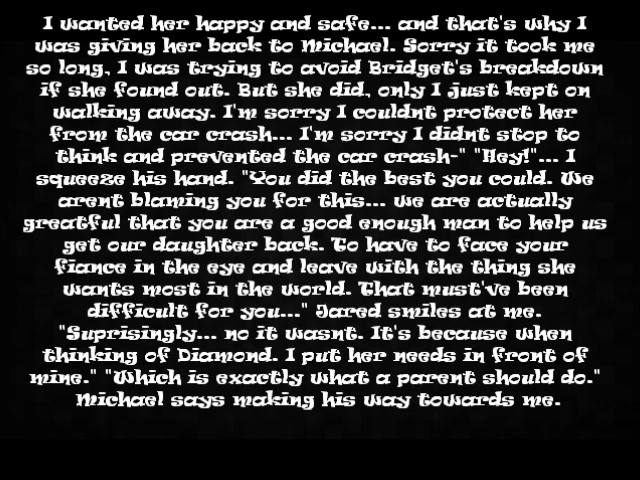 I wanted her happy and safe... and that's why I
was giving her back to Michael. Sorry it took me
so long, I was trying to avoid Bridget's breakdown
if she found out. But she did, only I just kept on
walking away. I'm sorry I couldnt protect her
from the car crash... I'm sorry I didnt stop to
think and prevented the car crash-" "Hey!"... I
squeeze his hand. "You did the best you could. We
arent blaming you for this... we are actually
greatful that you are a good enough man to help us
get our daughter back. To have to face your
fiance in the eye and leave with the thing she
wants most in the world. That must've been
difficult for you..." Jared smiles at me.
"Suprisingly... no it wasnt. It's because when
thinking of Diamond. I put her needs in front of
mine." "Which is exactly what a parent should do."
Michael says making his way towards me.